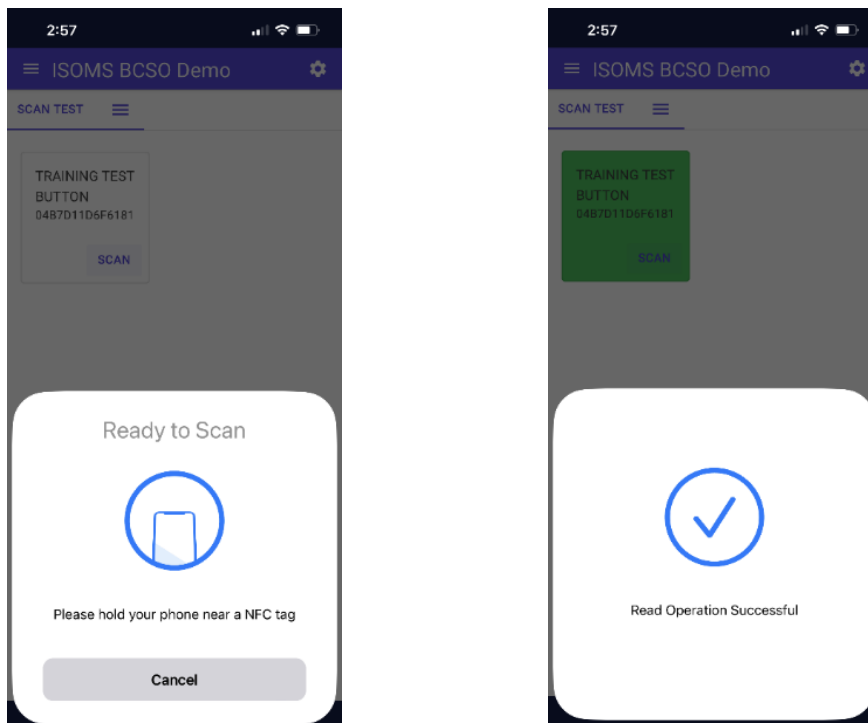 2:57
ISOMS BCSO Demo
SCAN TEST
TRAINING TEST
BUTTON
04B7D11D6F6181
SCAN
Ready to Scan
Please hold your phone near a NFC tag
Cancel
2:57
ISOMS BCSO Demo
SCAN TEST
TRAINING TEST
BUTTON
04B7D11D6F6181
SCAN
Read Operation Successful